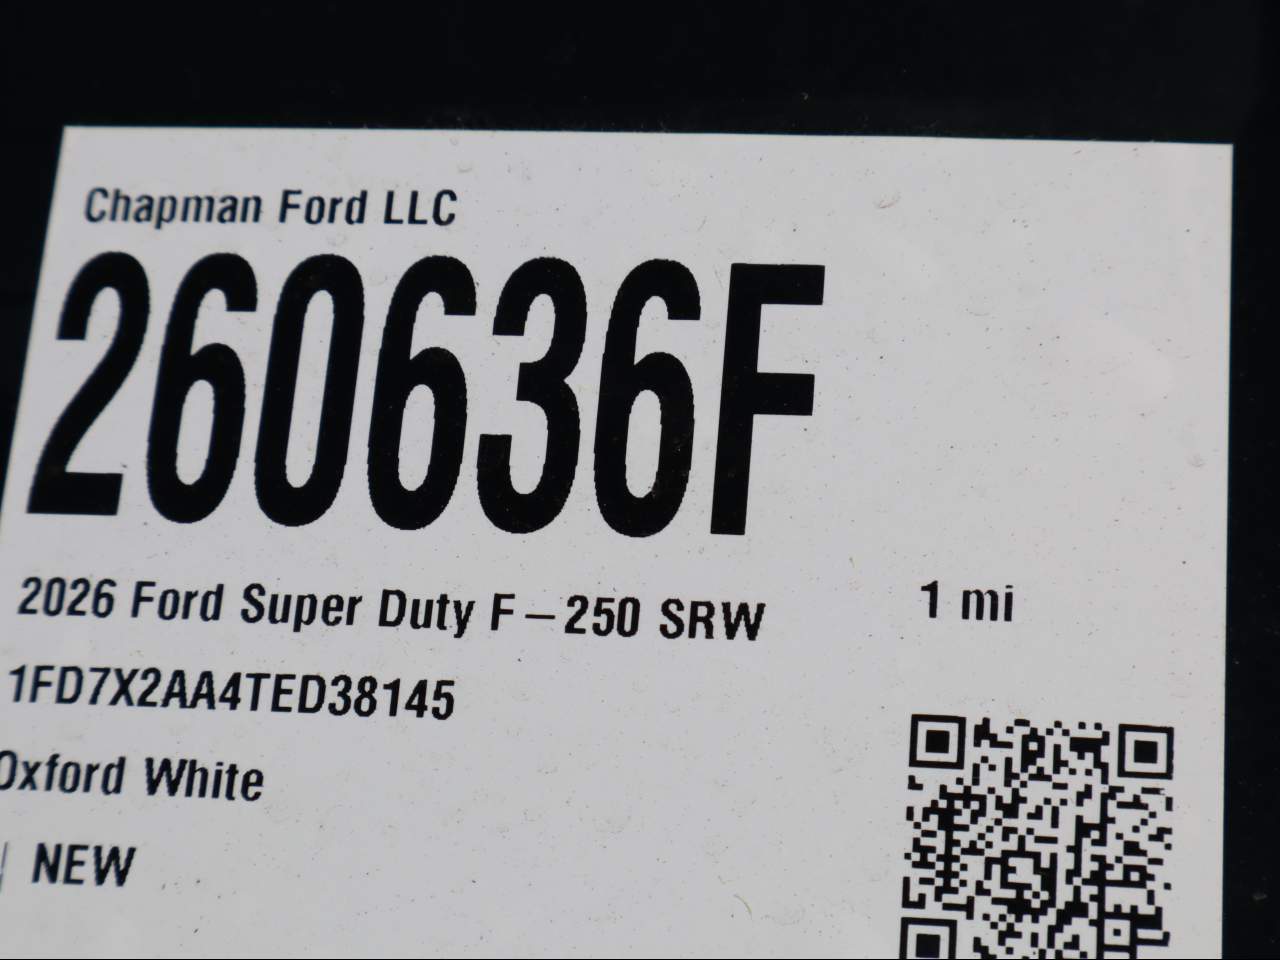 Chapman Ford LLC
260636F
2026 Ford Super Duty F-250 SRW 1 mi
1FD7X2AA4TED38145
Oxford White
NEW